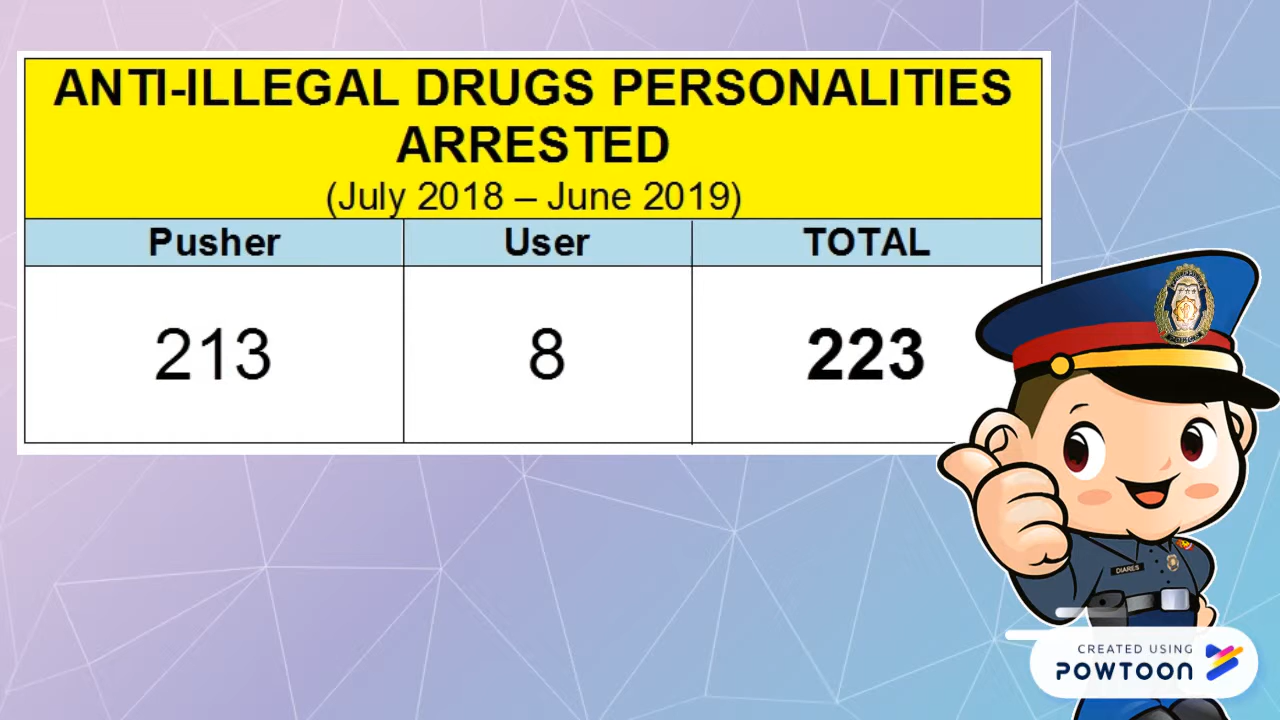 ANTI-ILLEGAL DRUGS PERSONALITIES
ARRESTED
(July 2018 – June 2019)
Pusher User TOTAL
213 8 223
DIARES
CREATED USING
POWTOON